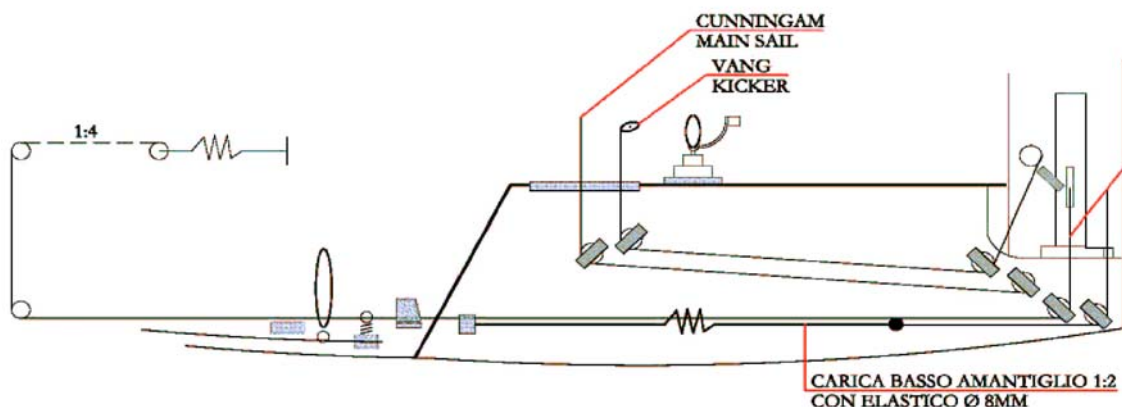 CUNNINGAM
MAIN SAIL
VANG
KICKER
1:4
CARICA BASSO AMANTIGLIO 1:2
CON ELASTICO Ø 8MM